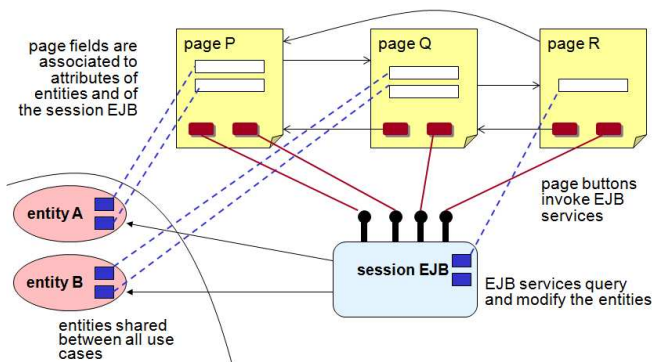 page fields are
associated to
attributes of
entities and of
the session EJB
page P
page Q
page R
page buttons
invoke EJB
services
entity A
entity B
session EJB
EJB services query
and modify the entities
entities shared
between all use
cases